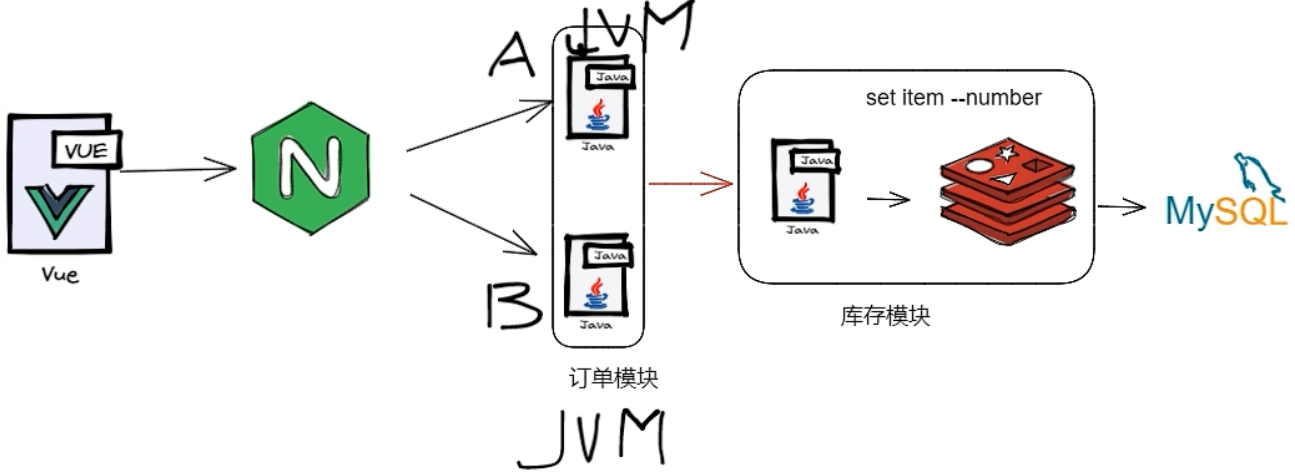 VUE
Vue
N
A
JVM
Java
Java
B
Java
Java
订单模块
JVM
set item --number
Java
Java
库存模块
MySQL